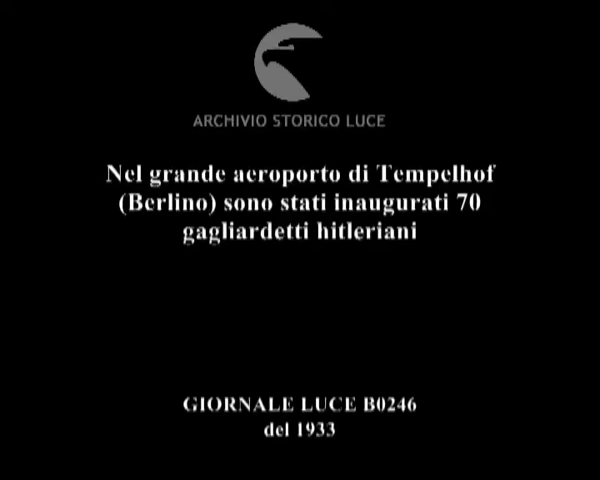 ARCHIVIO STORICO LUCE
Nel grande aeroporto di Tempelhof
(Berlino) sono stati inaugurati 70
gagliardetti hitleriani
GIORNALE LUCE B0246
del 1933